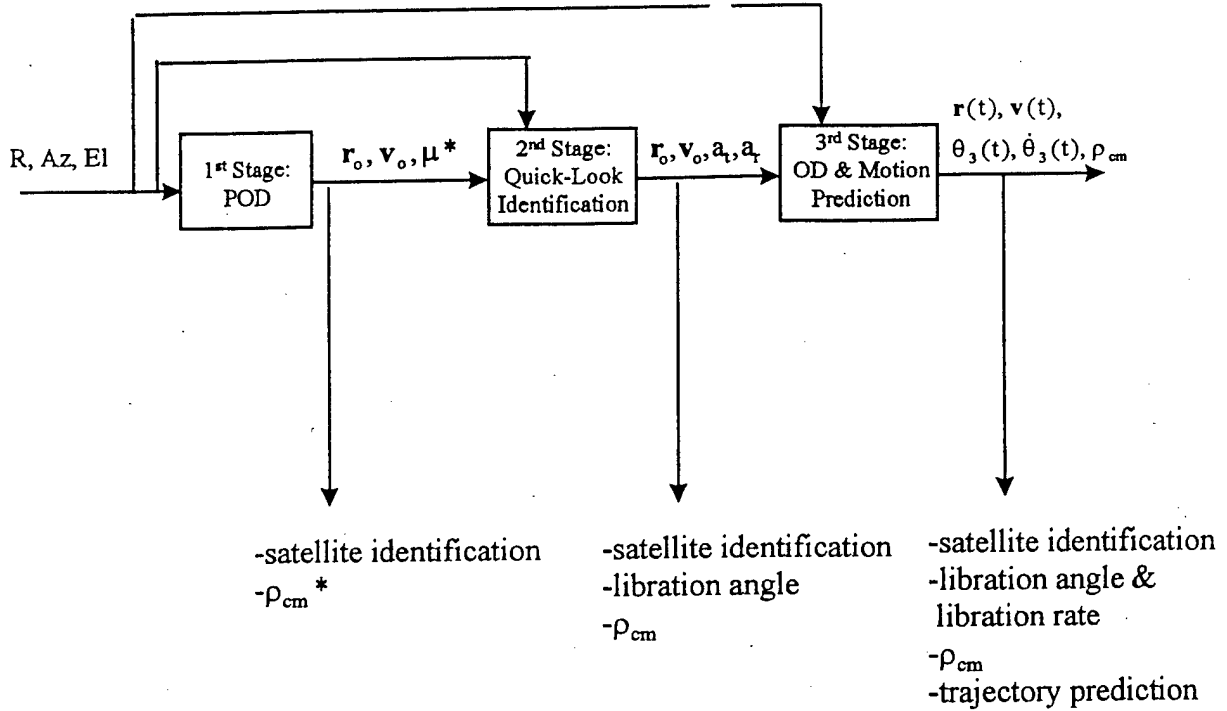 R, Az, El
1st Stage:
POD
r₀, v₀, μ*
2nd Stage:
Quick-Look
Identification
r₀, v₀, aₜ, aᵣ
3rd Stage:
OD & Motion
Prediction
r(t), v(t),
θ₃(t), θ̇₃(t), ρcm
-satellite identification
-ρcm*
-satellite identification
-libration angle
-ρcm
-satellite identification
-libration angle &
libration rate
-ρcm
-trajectory prediction